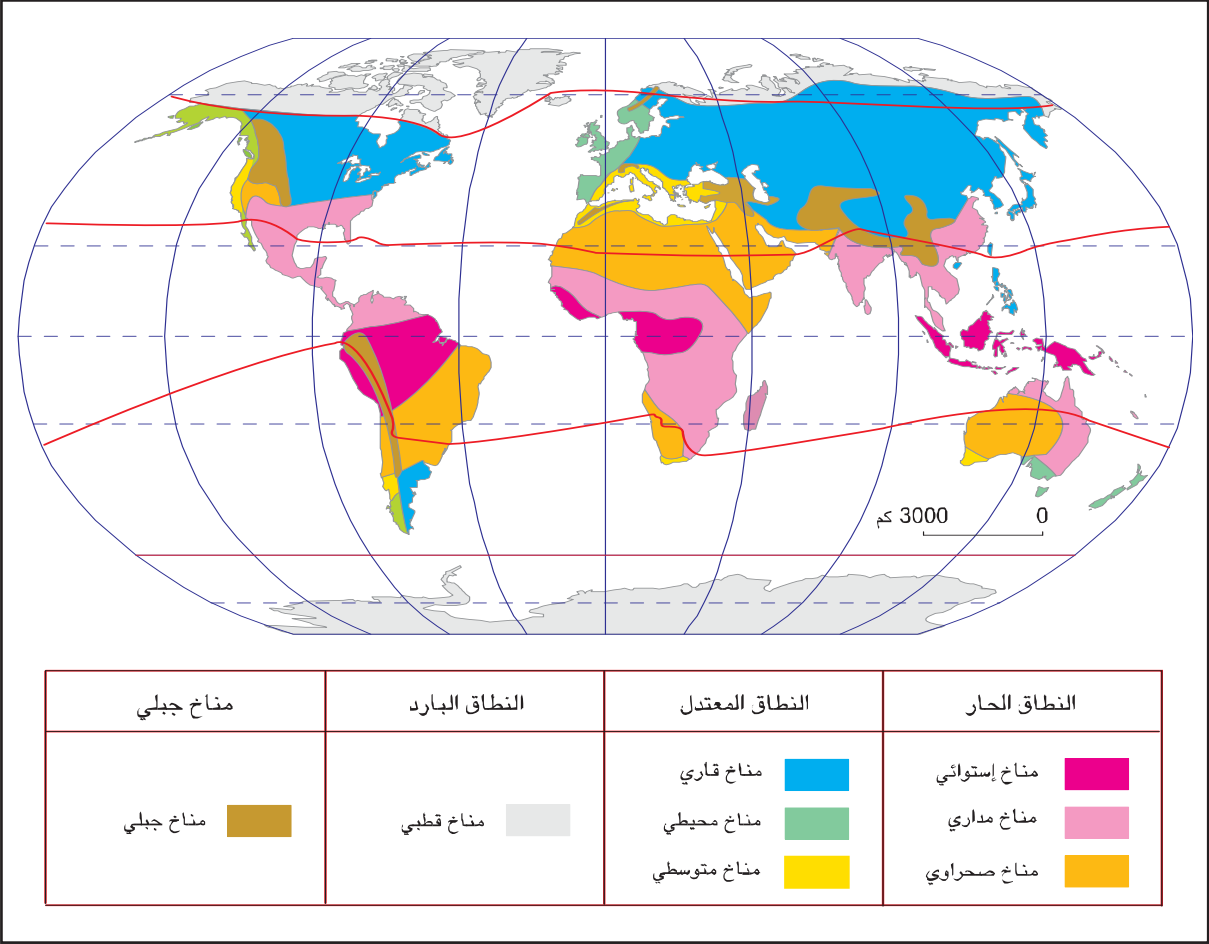 3000 كم
0
النطاق الحار
النطاق المعتدل
النطاق البارد
مناخ جبلي
مناخ إستوائي
مناخ مداري
مناخ صحراوي
مناخ قاري
مناخ محيطي
مناخ متوسطي
مناخ قطبي
مناخ جبلي